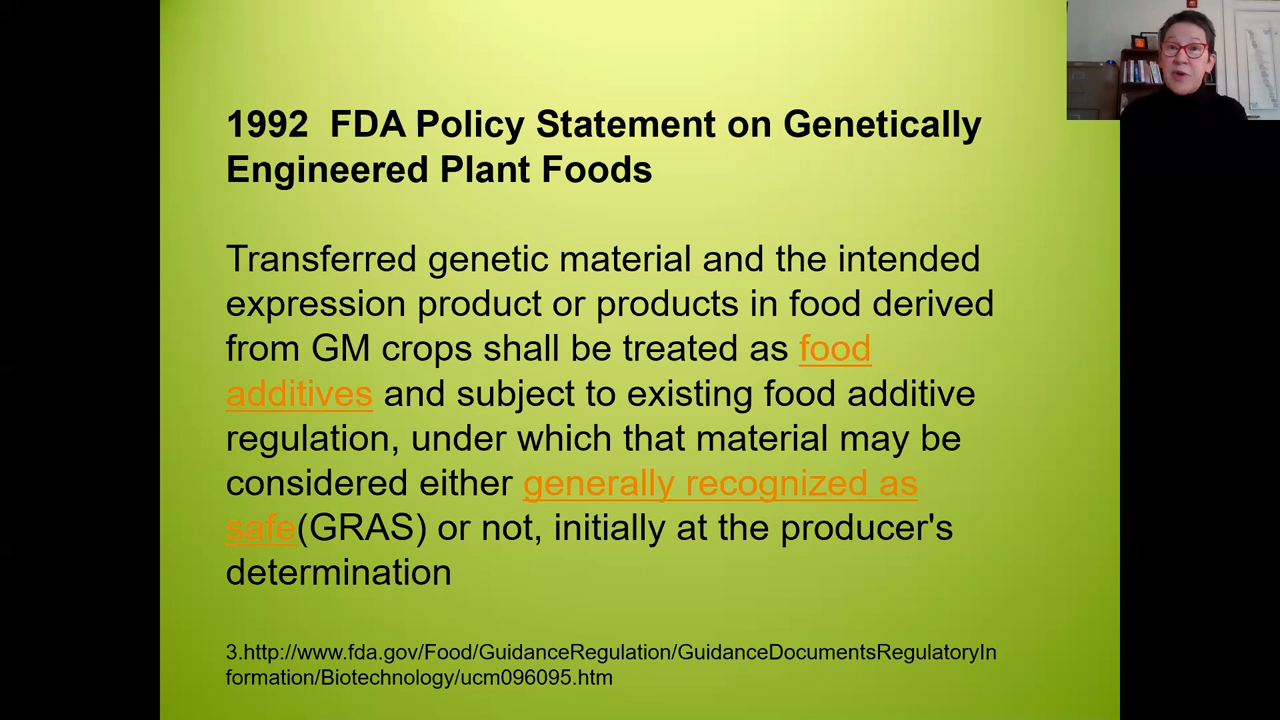 1992  FDA Policy Statement on Genetically
Engineered Plant Foods
Transferred genetic material and the intended
expression product or products in food derived
from GM crops shall be treated as food
additives and subject to existing food additive
regulation, under which that material may be
considered either generally recognized as
safe(GRAS) or not, initially at the producer's
determination
3.http://www.fda.gov/Food/GuidanceRegulation/GuidanceDocumentsRegulatoryIn
formation/Biotechnology/ucm096095.htm